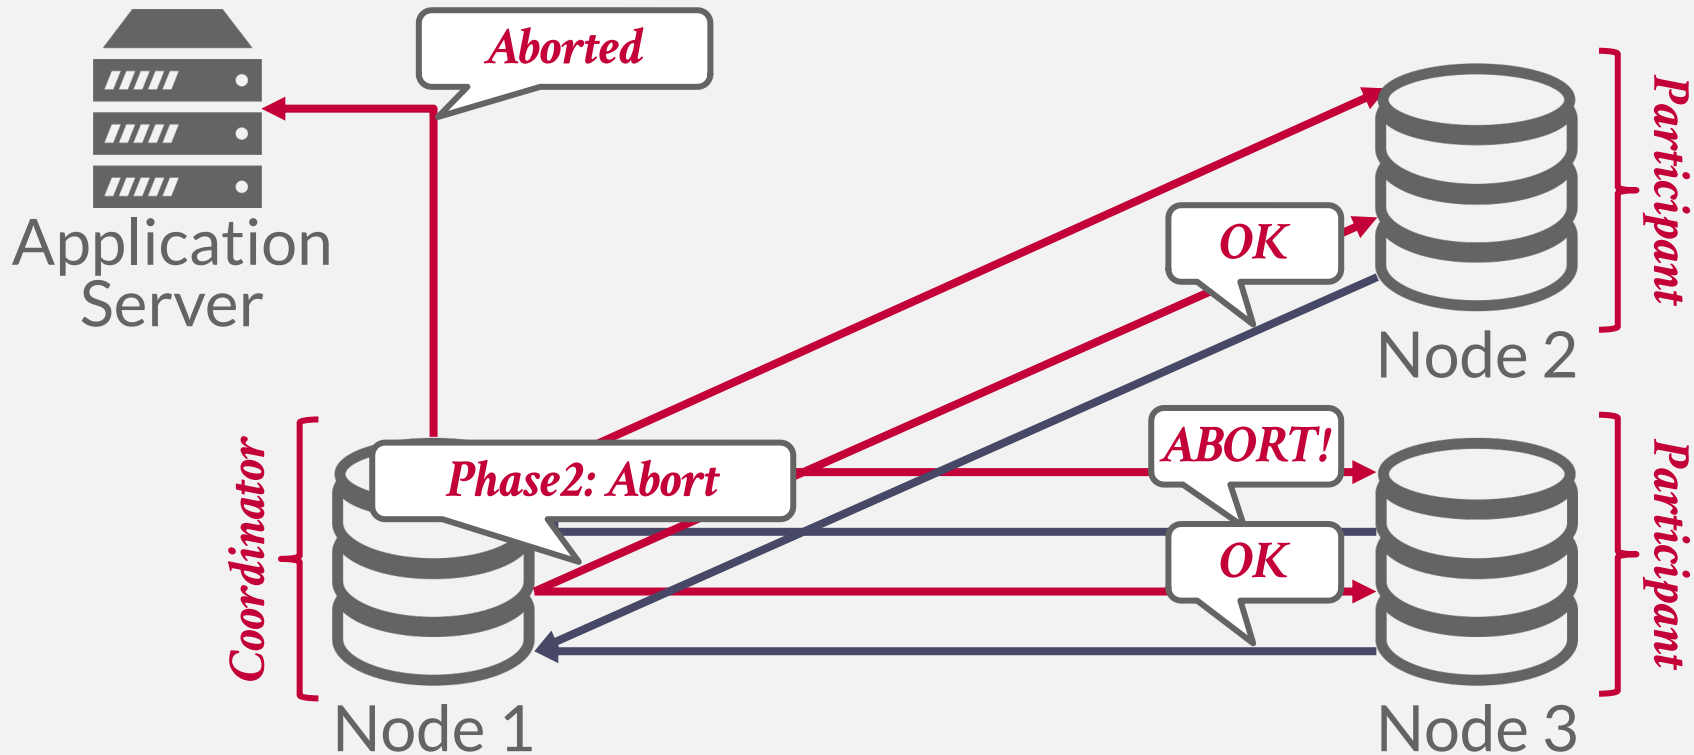 Aborted
Application
Server
Participant
OK
Node 2
Coordinator
Phase2: Abort
ABORT!
OK
Participant
Node 1
Node 3